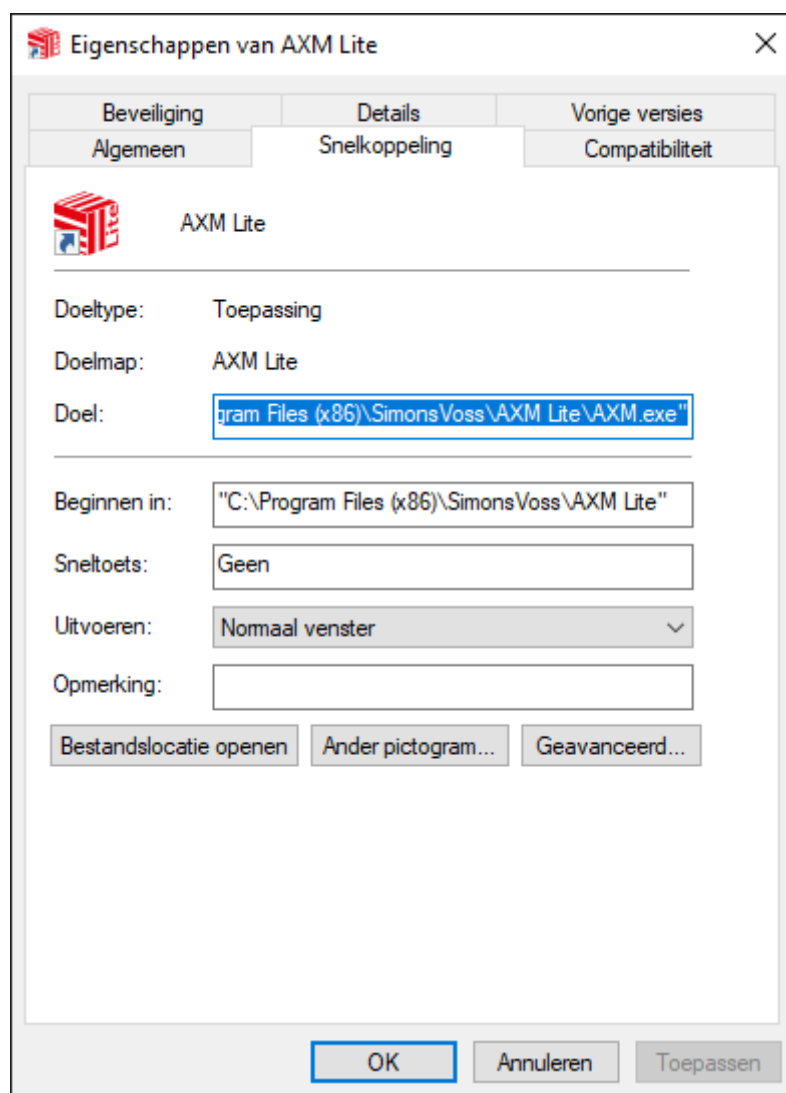 Eigenschappen van AXM Lite
Beveiliging Details Vorige versies
Algemeen Snelkoppeling Compatibiliteit
Lite
AXM Lite
Doeltype: Toepassing
Doelmap: AXM Lite
Doel: gram Files (x86)\SimonsVoss\AXM Lite\AXM.exe"
Beginnen in: "C:\Program Files (x86)\SimonsVoss\AXM Lite"
Sneltoets: Geen
Uitvoeren: Normaal venster
Opmerking:
Bestandslocatie openen Ander pictogram... Geavanceerd...
OK Annuleren Toepassen